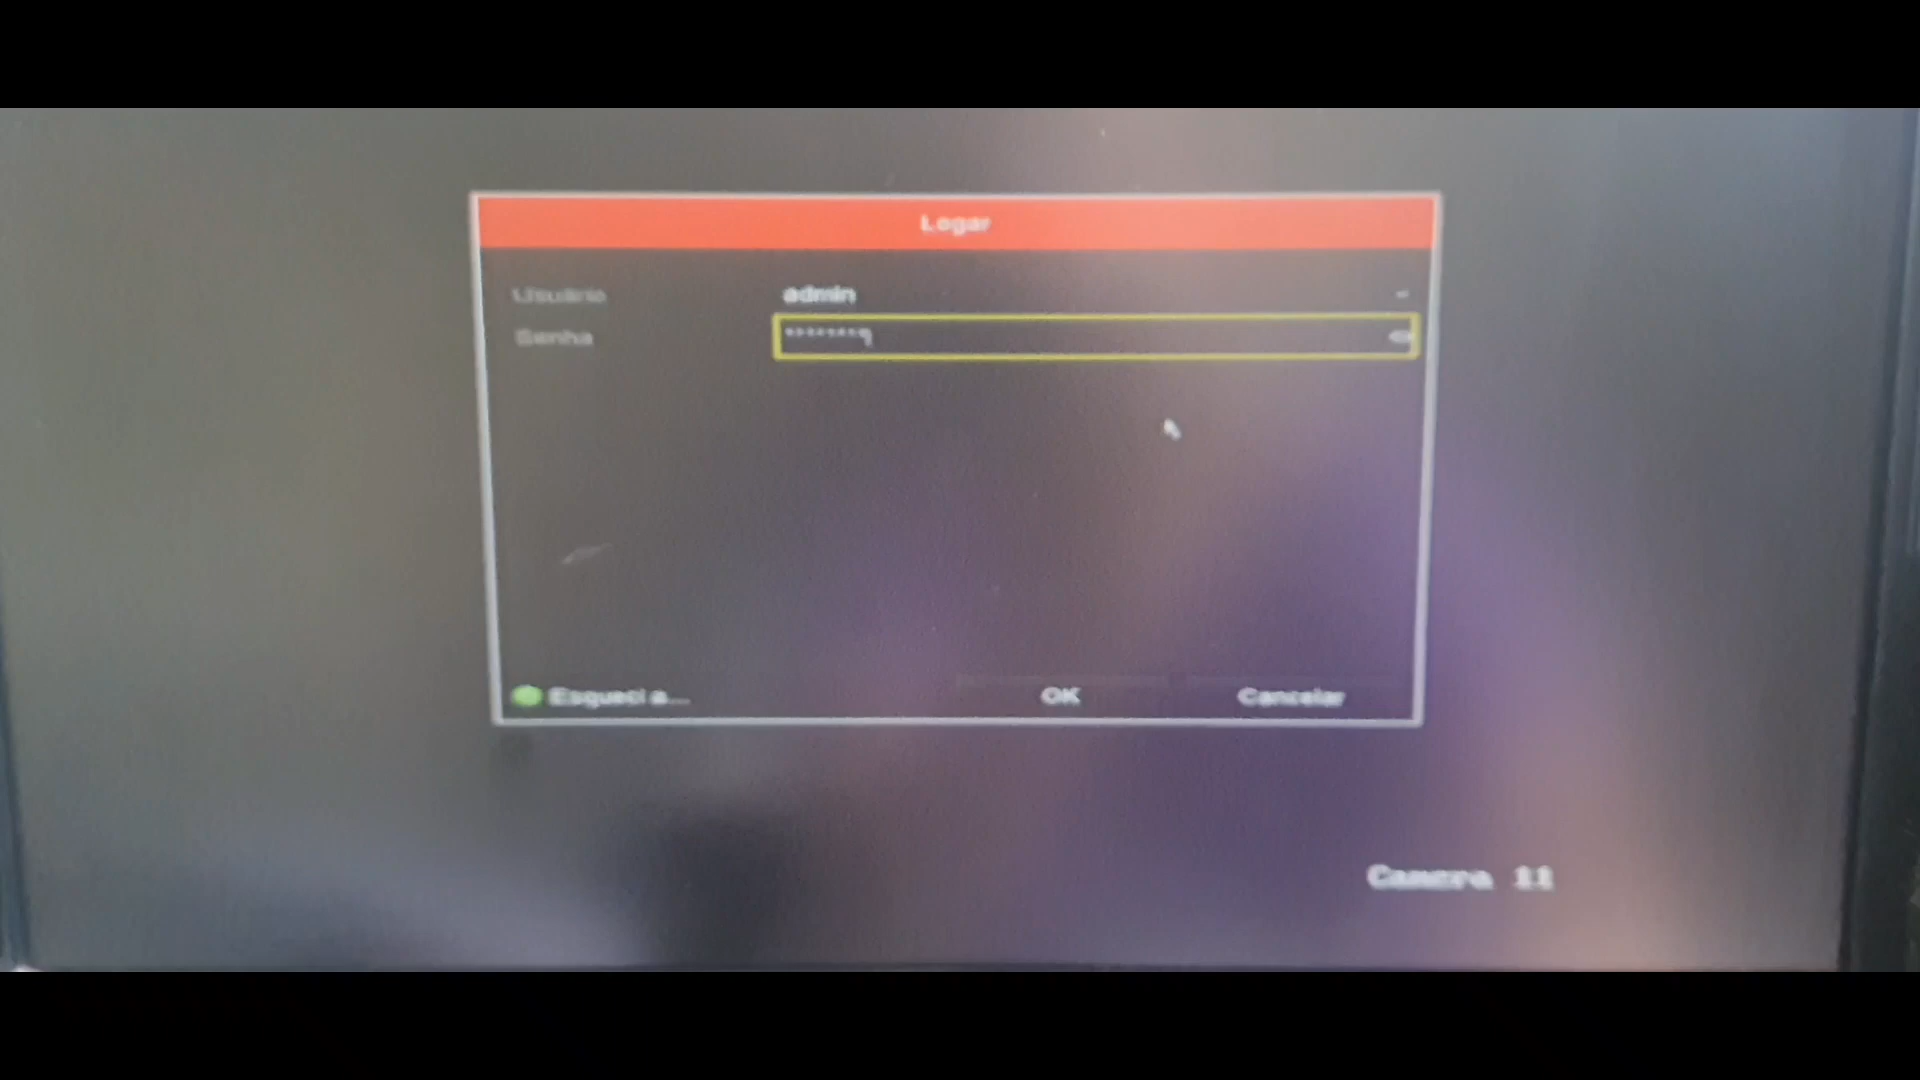 Logar
Usuário
admin
Senha
********
Esqueci a...
OK
Cancelar
Camera 11